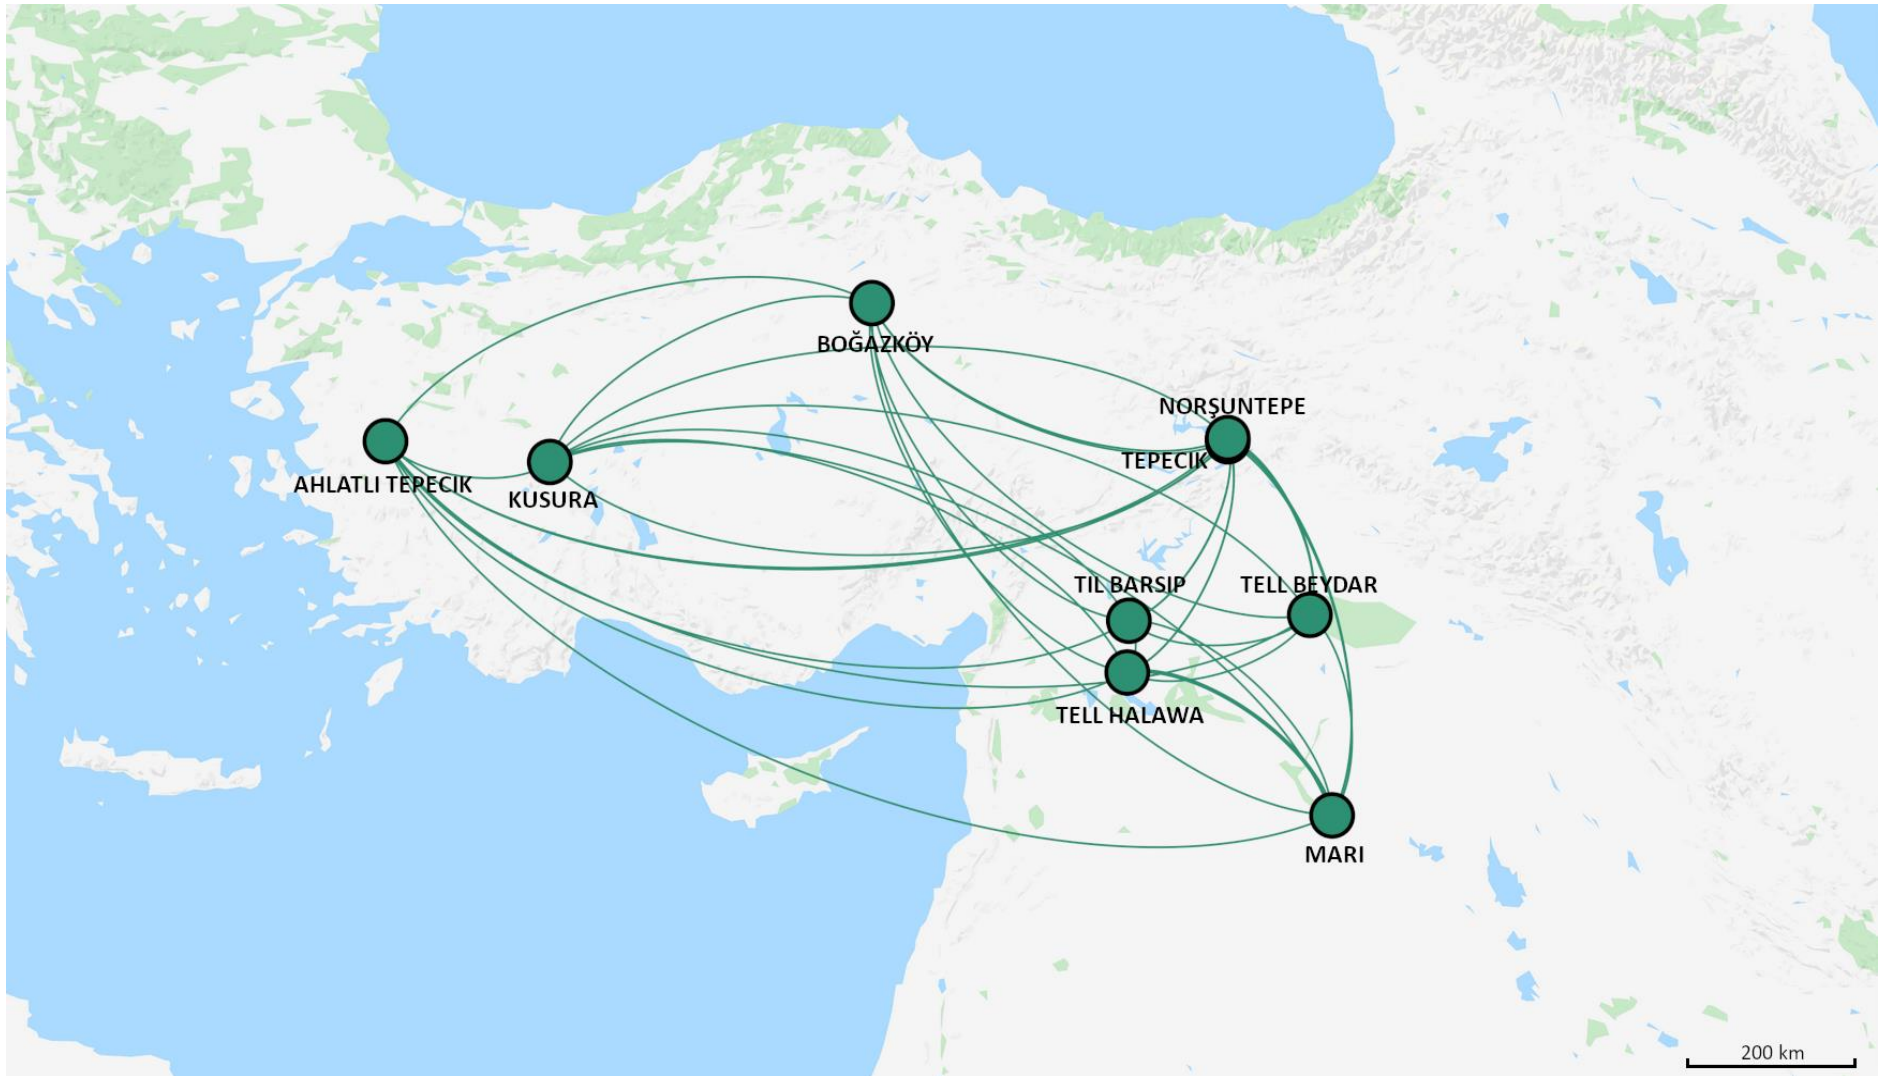 BOĞAZKÖY
NORŞUNTEPE
TEPECIK
AHLATLI TEPECIK
KUSURA
TIL BARSIP
TELL BEYDAR
TELL HALAWA
MARI
200 km